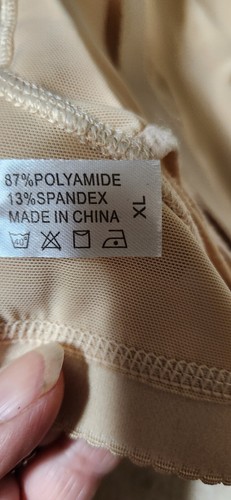 87%POLYAMIDE
13%SPANDEX
MADE IN CHINA
XL
40